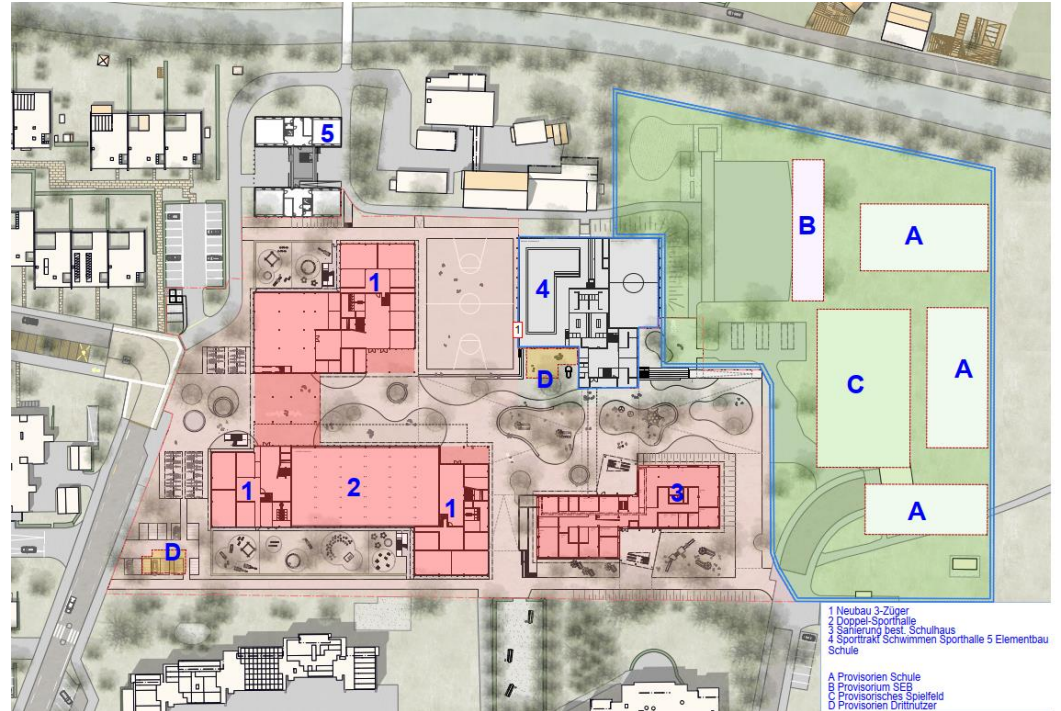 5
B
A
1
4
1
D
A
C
1
2
1
3
A
D
1 Neubau 3-Züger
2 Doppel-Sporthalle
3 Sanierung best. Schulhaus
4 Sporttrakt Schwimmen Sporthalle 5 Elementbau
Schule
A Provisorien Schule
B Provisorium SEB
C Provisorisches Spielfeld
D Provisorien Drittnutzer